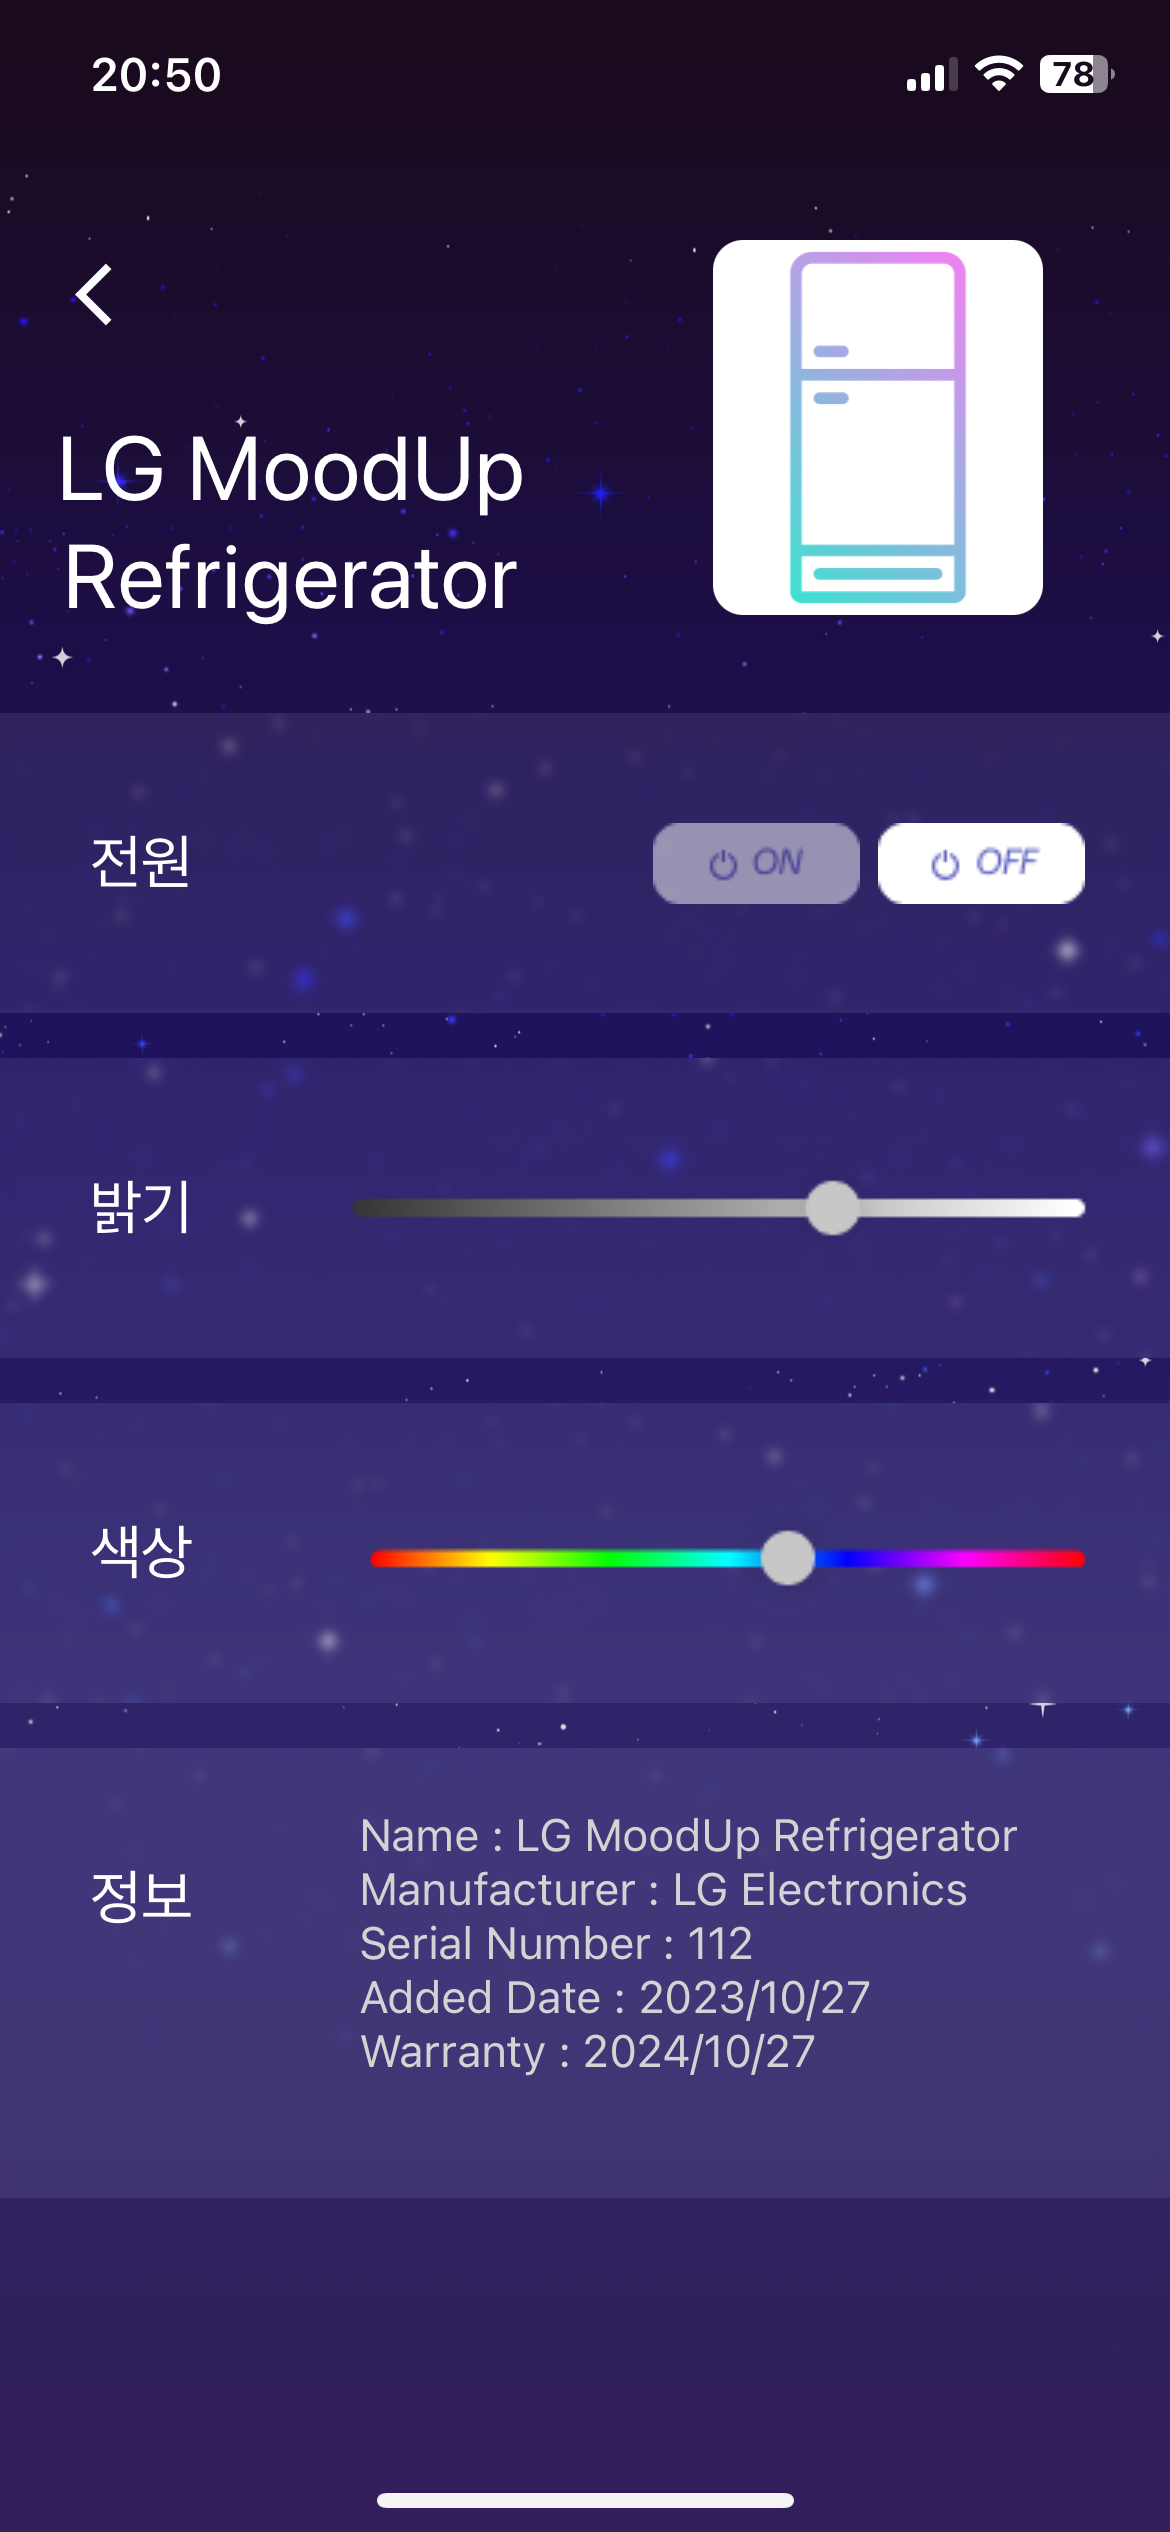 20:50
78
LG MoodUp
Refrigerator
전원
ON
OFF
밝기
색상
정보
Name : LG MoodUp Refrigerator
Manufacturer : LG Electronics
Serial Number : 112
Added Date : 2023/10/27
Warranty : 2024/10/27